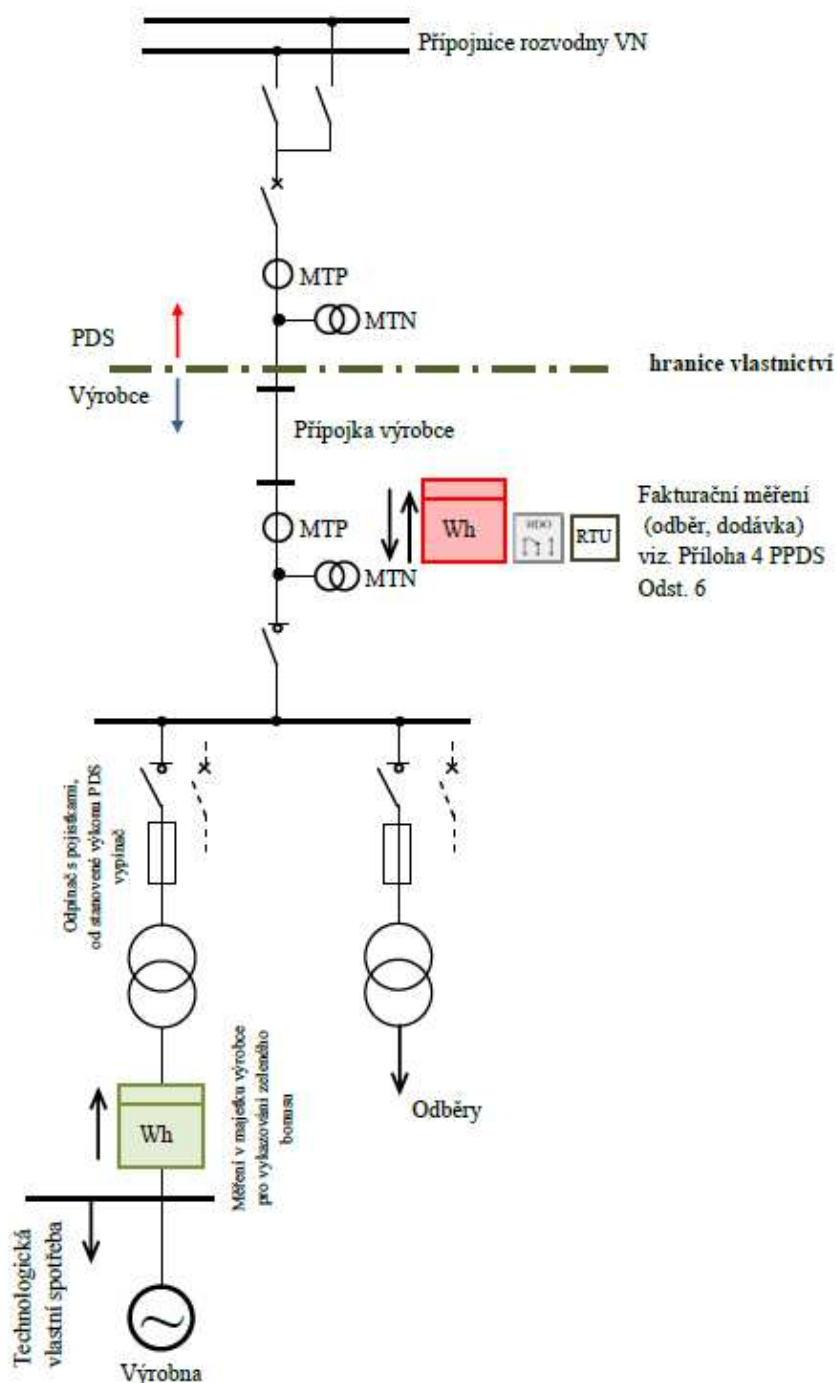 Přípojnice rozvodny VN
MTP
MTN
PDS
hranice vlastnictví
Výrobce
Přípojka výrobce
MTP
MTN
Wh
HDO
RTU
Fakturační měření
(odběr, dodávka)
viz. Příloha 4 PPDS
Odst. 6
Odpínač s pojistkami,
od stanovené výkonu PDS
vypínač
Wh
Měření v majetku výrobce
pro vykazování zeleného
bonusu
Odběry
Technologická
vlastní spotřeba
Výrobna